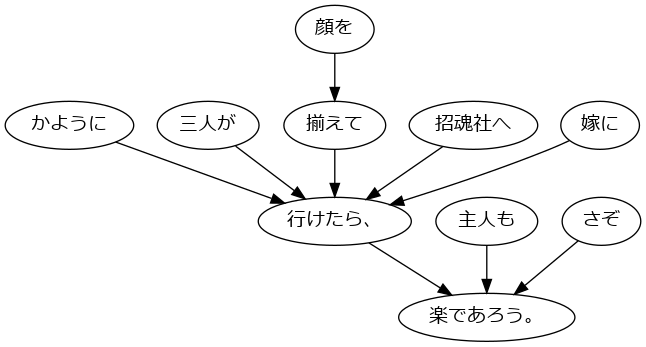 顔を
かように
三人が
揃えて
招魂社へ
嫁に
行けたら、
主人も
さぞ
楽であろう。